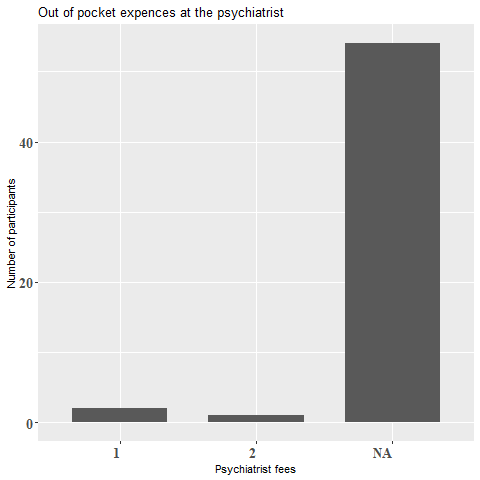 Out of pocket expences at the psychiatrist
Number of participants
40
20
0
1 2 NA
Psychiatrist fees